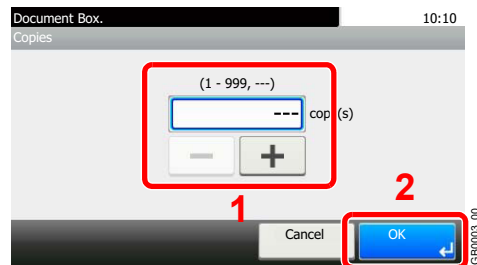 Document Box. 10:10
Copies
(1 - 999, ---)
--- cop (s)
− +
1
2
Cancel OK
GB0003_00